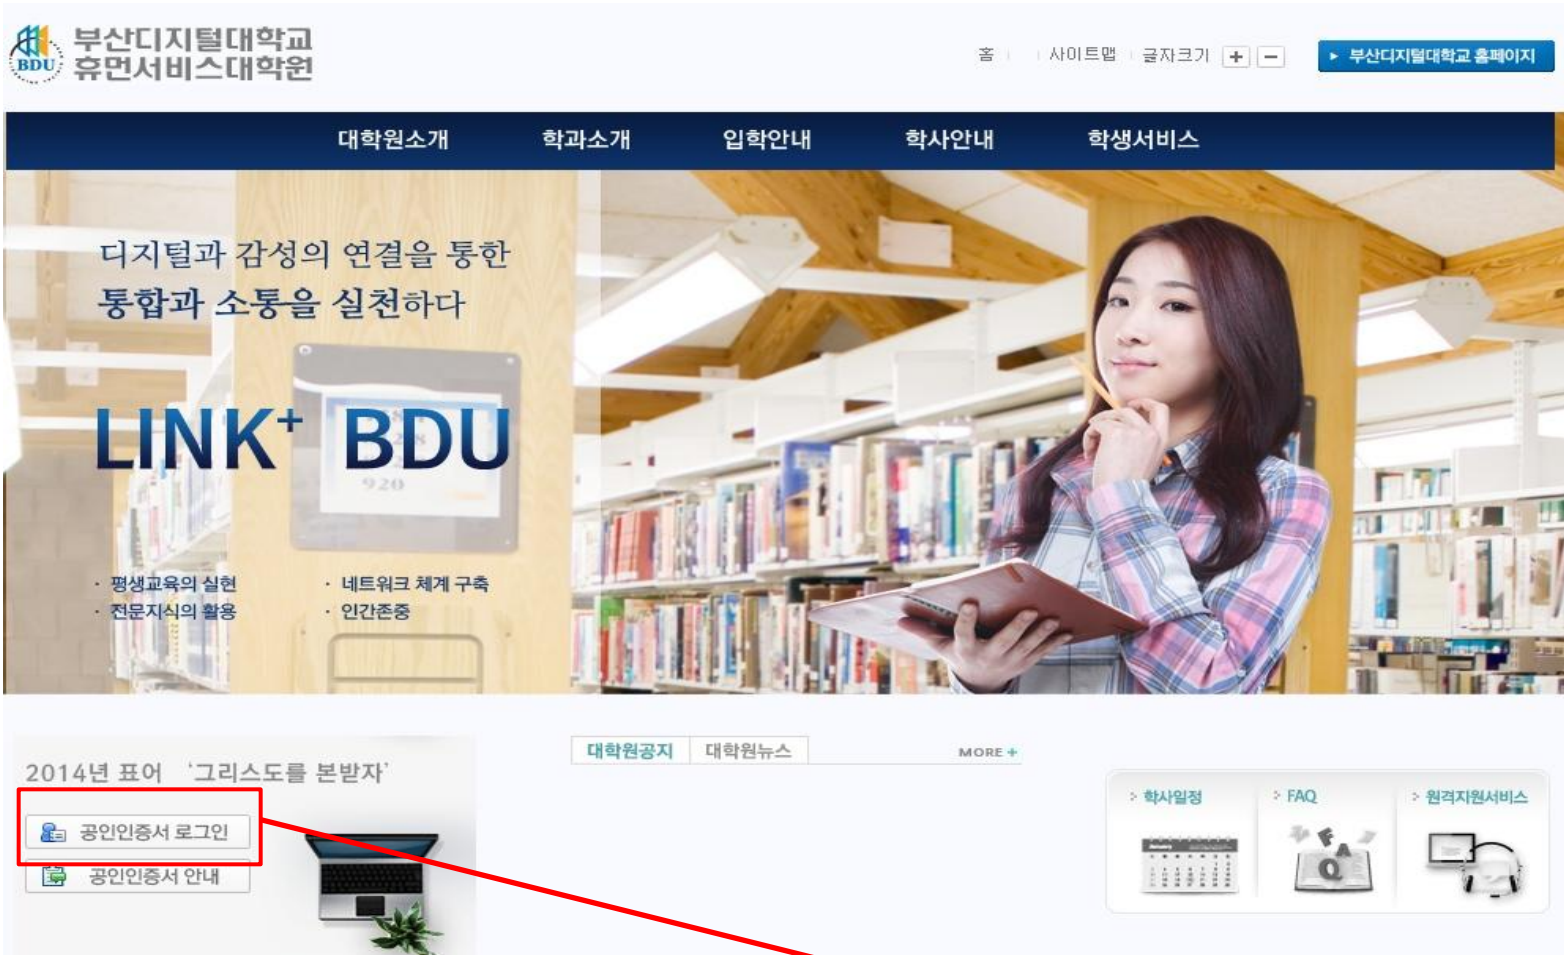 부산디지털대학교
휴먼서비스대학원
BDU
홈 사이트맵 글자크기 + −
부산디지털대학교 홈페이지
대학원소개 학과소개 입학안내 학사안내 학생서비스
디지털과 감성의 연결을 통한
통합과 소통을 실천하다
LINK+ BDU
920
· 평생교육의 실현 · 네트워크 체계 구축
· 전문지식의 활용 · 인간존중
2014년 표어 ‘그리스도를 본받자’
공인인증서 로그인
공인인증서 안내
대학원공지 대학원뉴스 MORE +
학사일정 FAQ 원격지원서비스
F A Q